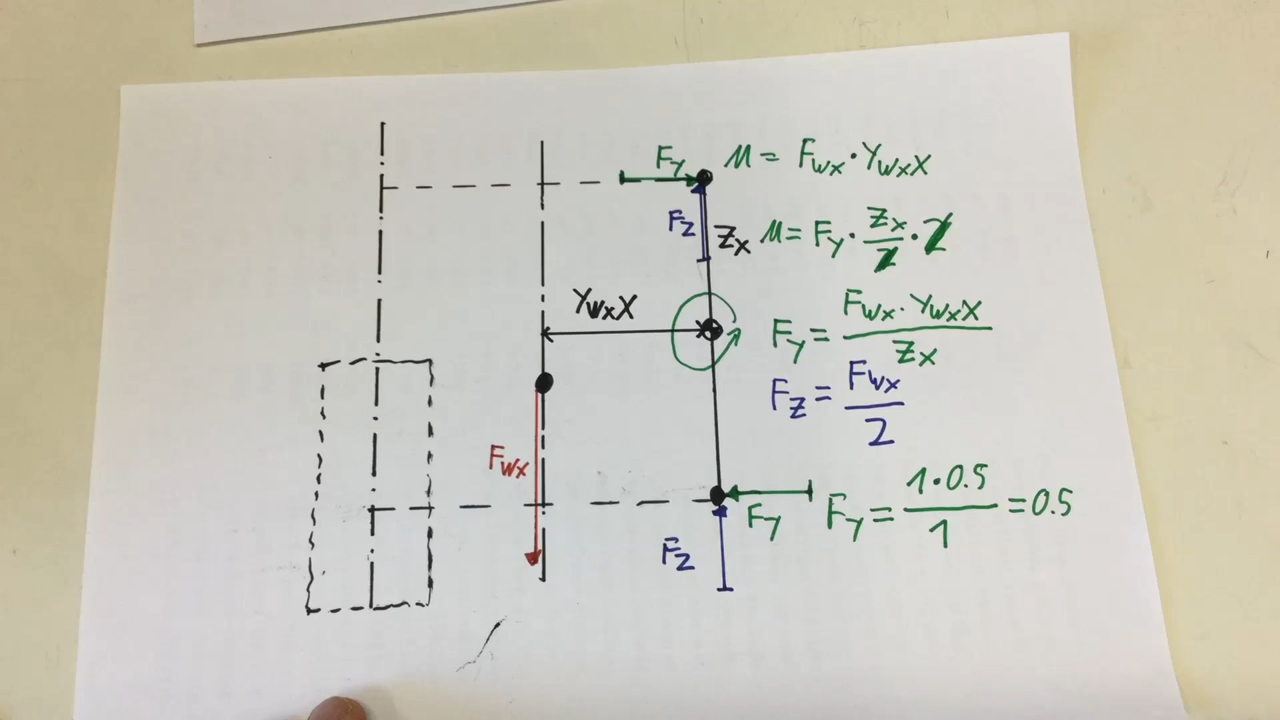 Fy M = Fwx · YwxX
Fz Zx M = Fy · Zx/2 · 2
YwxX Fy = Fwx · YwxX / Zx
Fz = Fwx / 2
Fwx
Fy Fy = 1·0.5 / 1 = 0.5
Fz